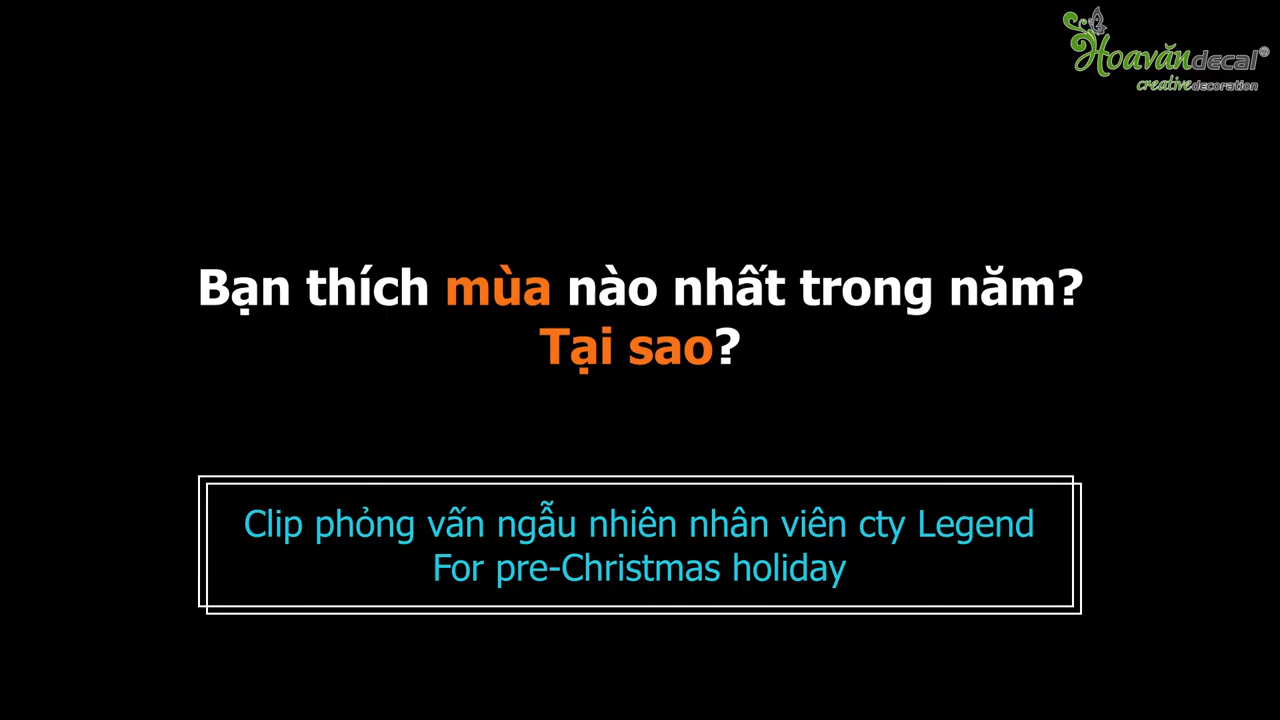 Hoavăndecal®
creativedecoration
Bạn thích mùa nào nhất trong năm?
Tại sao?
Clip phỏng vấn ngẫu nhiên nhân viên cty Legend
For pre-Christmas holiday